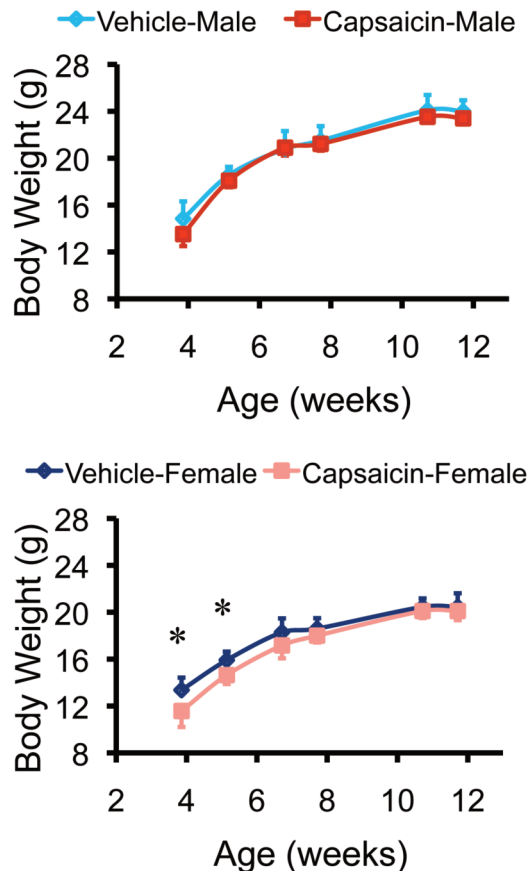 Vehicle-Male Capsaicin-Male
28
24
20
16
12
8
Body Weight (g)
2 4 6 8 10 12
Age (weeks)
Vehicle-Female Capsaicin-Female
28
24
20
16
12
8
Body Weight (g)
* *
2 4 6 8 10 12
Age (weeks)